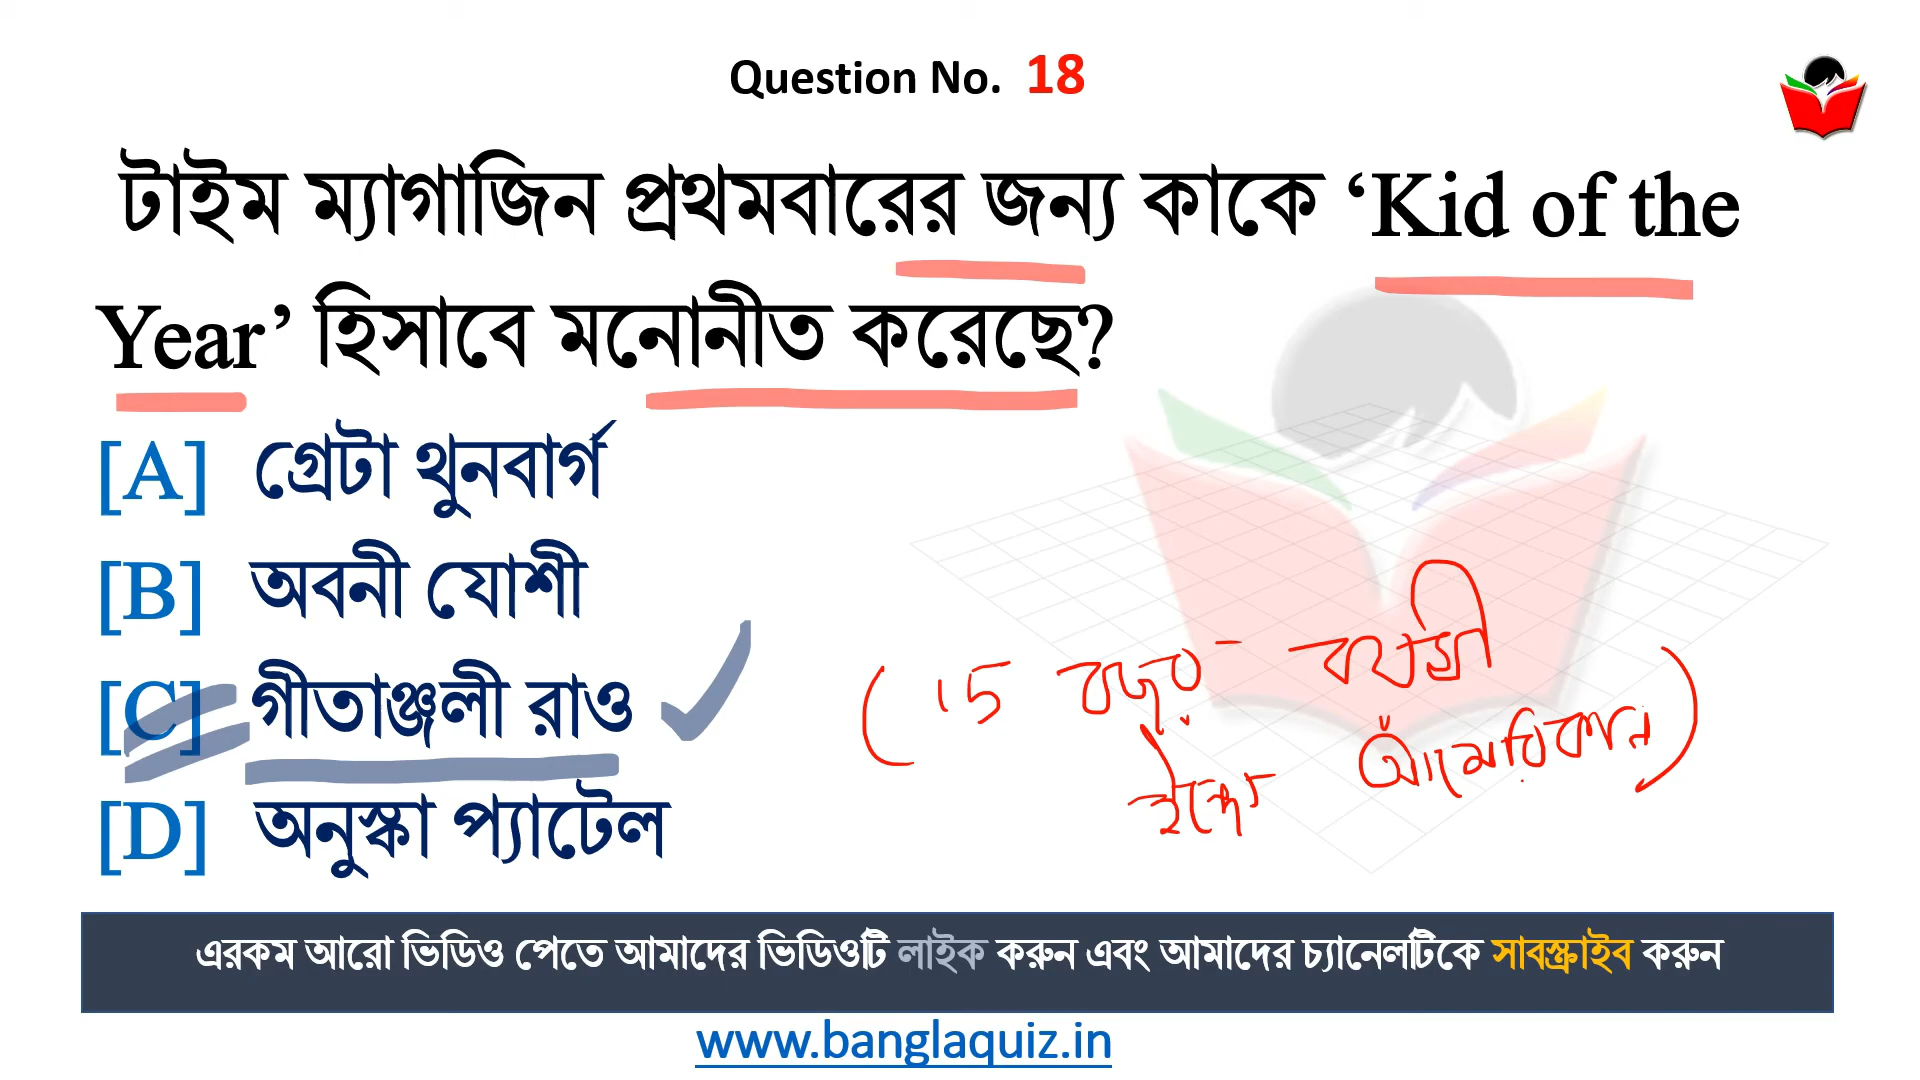 Question No. 18
টাইম ম্যাগাজিন প্রথমবারের জন্য কাকে ‘Kid of the
Year’ হিসাবে মনোনীত করেছে?
[A] গ্রেটা থুনবার্গ
[B] অবনী যোশী
[C] গীতাঞ্জলী রাও
[D] অনুস্কা প্যাটেল
(15 বছর বয়সী
ইন্দো আমেরিকান)
এরকম আরো ভিডিও পেতে আমাদের ভিডিওটি লাইক করুন এবং আমাদের চ্যানেলটিকে সাবস্ক্রাইব করুন
www.banglaquiz.in